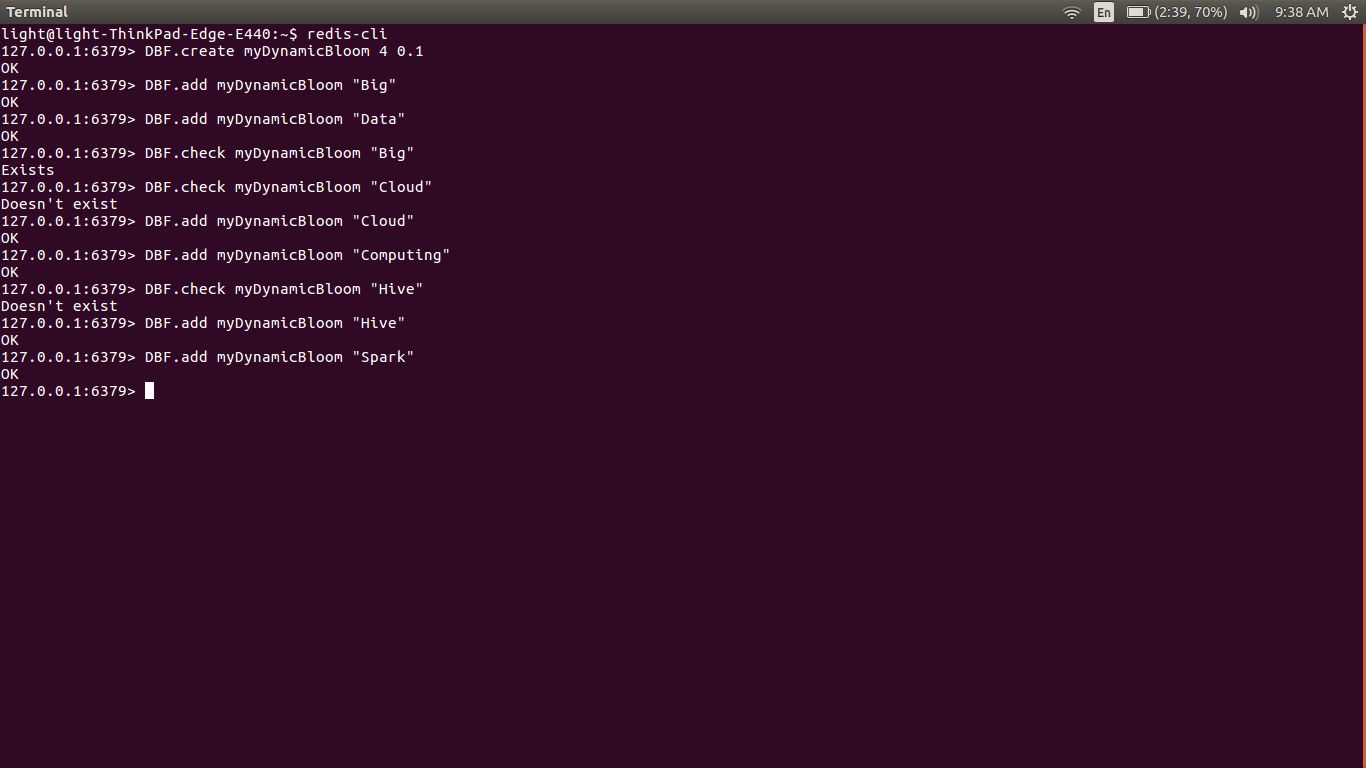 Terminal
En
(2:39, 70%)
9:38 AM
light@light-ThinkPad-Edge-E440:~$ redis-cli
127.0.0.1:6379> DBF.create myDynamicBloom 4 0.1
OK
127.0.0.1:6379> DBF.add myDynamicBloom "Big"
OK
127.0.0.1:6379> DBF.add myDynamicBloom "Data"
OK
127.0.0.1:6379> DBF.check myDynamicBloom "Big"
Exists
127.0.0.1:6379> DBF.check myDynamicBloom "Cloud"
Doesn't exist
127.0.0.1:6379> DBF.add myDynamicBloom "Cloud"
OK
127.0.0.1:6379> DBF.add myDynamicBloom "Computing"
OK
127.0.0.1:6379> DBF.check myDynamicBloom "Hive"
Doesn't exist
127.0.0.1:6379> DBF.add myDynamicBloom "Hive"
OK
127.0.0.1:6379> DBF.add myDynamicBloom "Spark"
OK
127.0.0.1:6379>